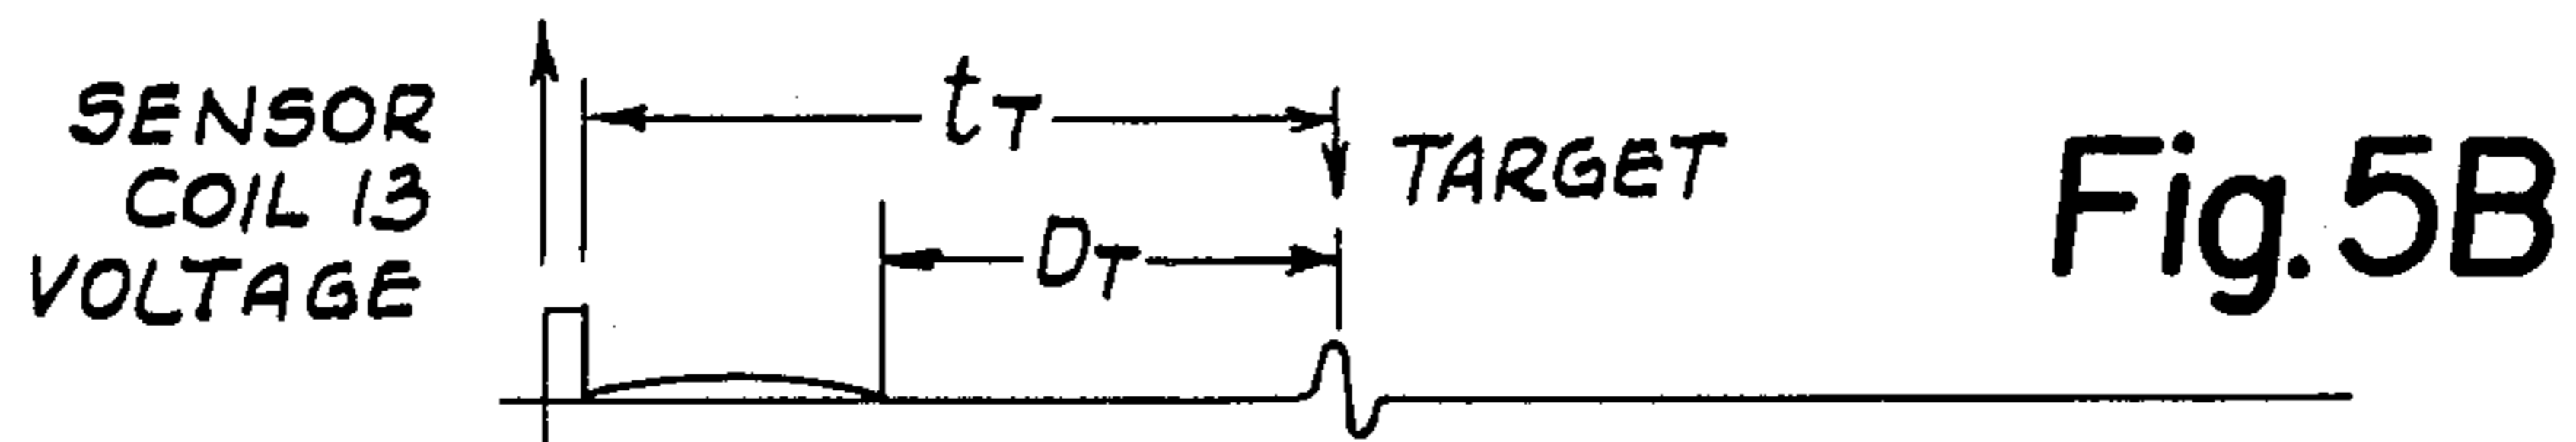 SENSOR
COIL 13
VOLTAGE
tT
TARGET
DT
Fig. 5B